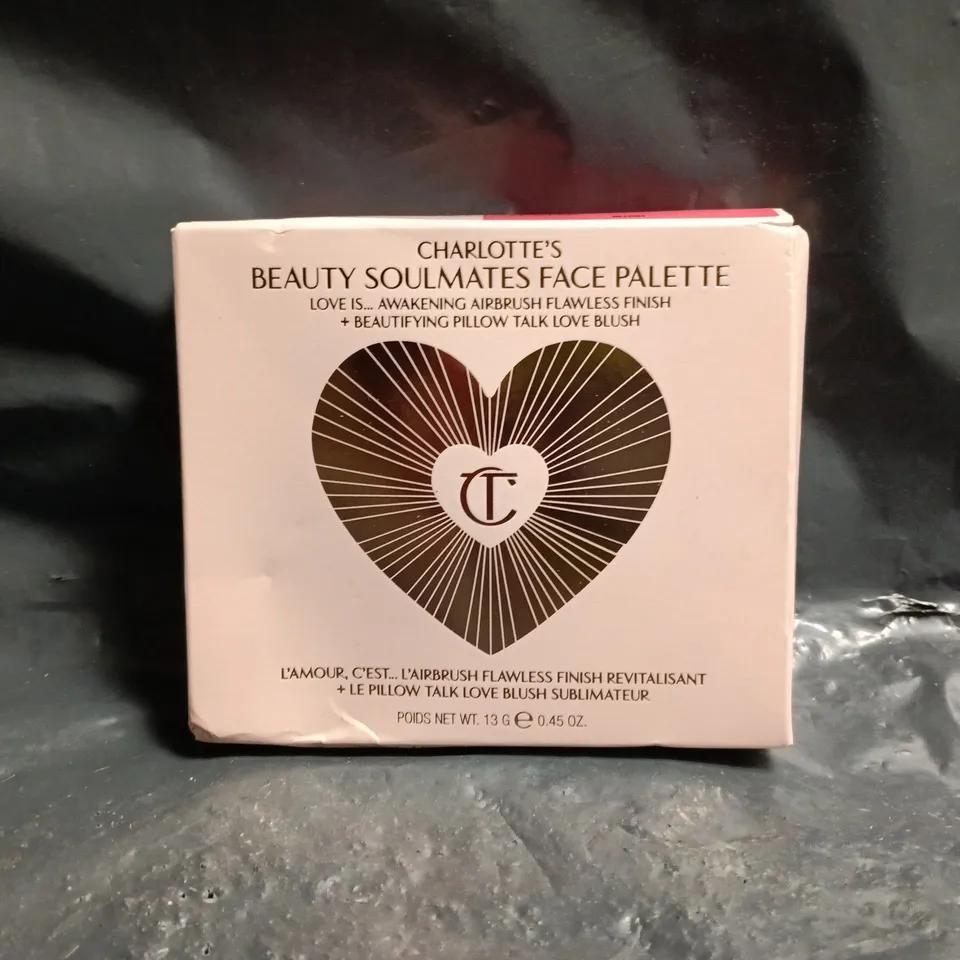 CHARLOTTE'S
BEAUTY SOULMATES FACE PALETTE
LOVE IS... AWAKENING AIRBRUSH FLAWLESS FINISH
+ BEAUTIFYING PILLOW TALK LOVE BLUSH
CT
L'AMOUR, C'EST... L'AIRBRUSH FLAWLESS FINISH REVITALISANT
+ LE PILLOW TALK LOVE BLUSH SUBLIMATEUR
POIDS NET WT. 13 G ℮ 0.45 OZ.